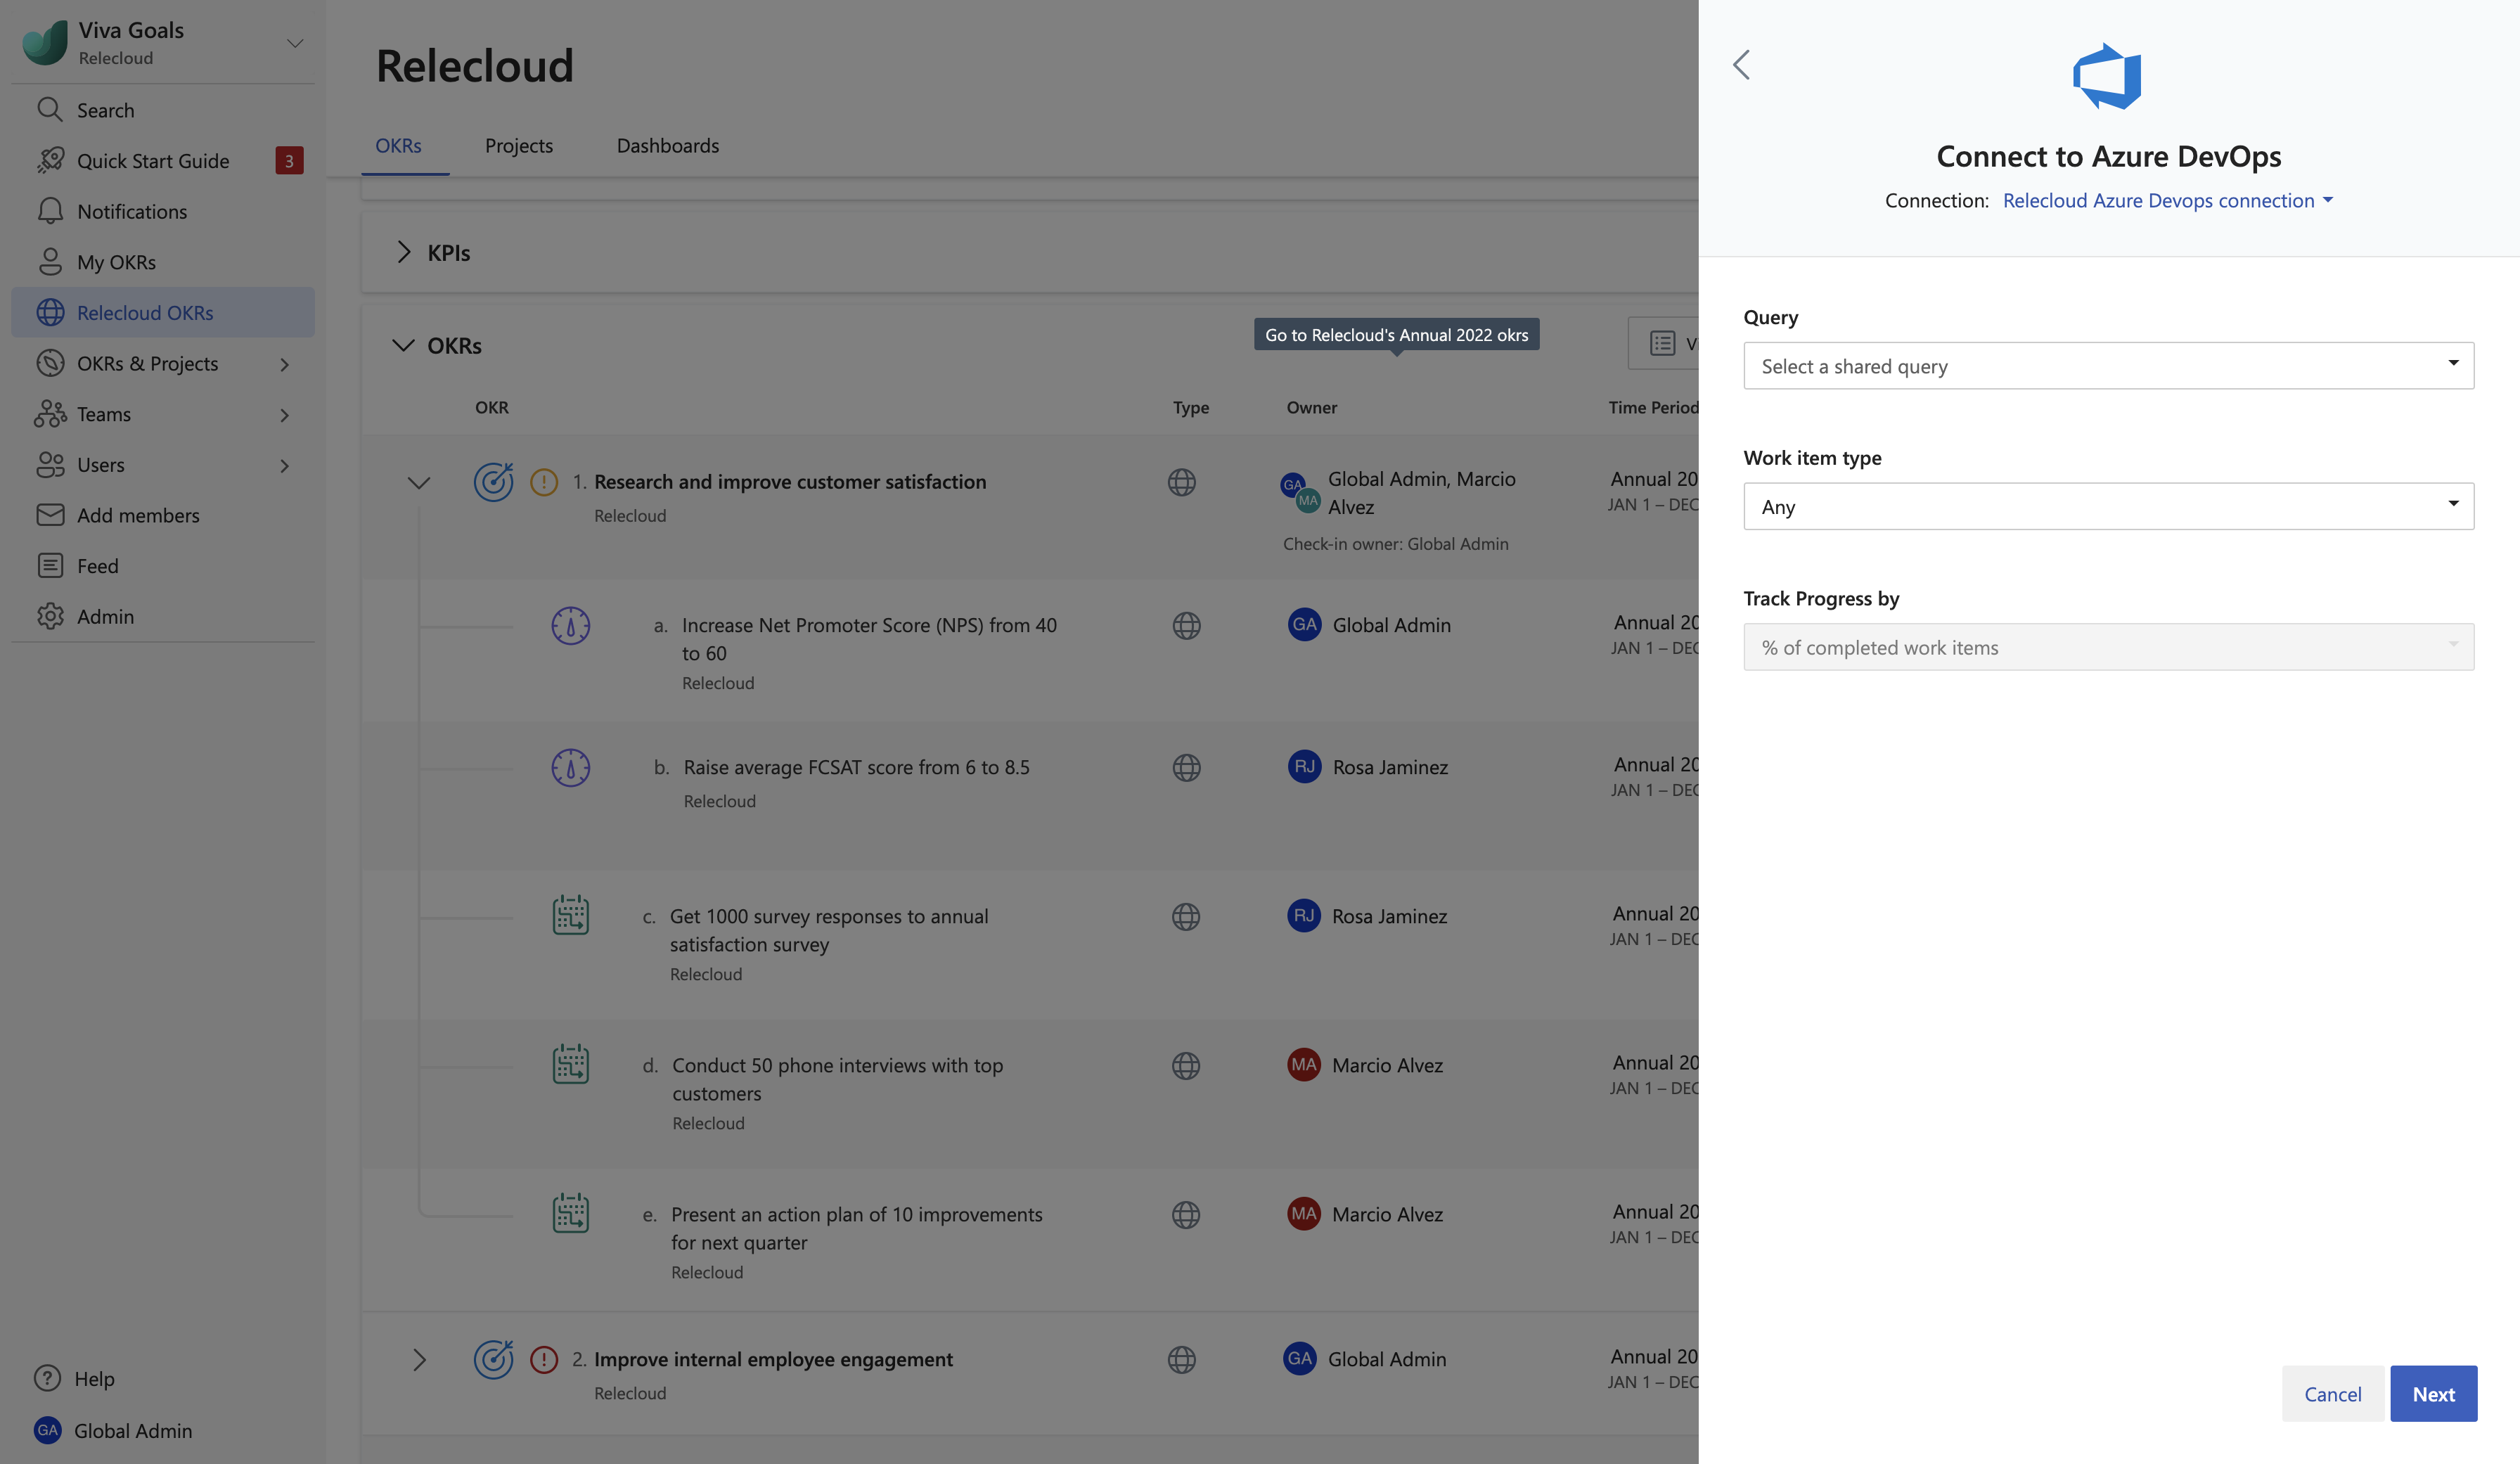 Viva Goals
Relecloud
Search
Quick Start Guide 3
Notifications
My OKRs
Relecloud OKRs
OKRs & Projects
Teams
Users
Add members
Feed
Admin
Help
GA Global Admin
Relecloud
OKRs Projects Dashboards
KPIs
OKRs
Go to Relecloud's Annual 2022 okrs
V
OKR Type Owner Time Period
1. Research and improve customer satisfaction
Relecloud
GA MA Global Admin, Marcio
Alvez
Check-in owner: Global Admin
Annual 20
JAN 1 – DEC
a. Increase Net Promoter Score (NPS) from 40
to 60
Relecloud
GA Global Admin
Annual 20
JAN 1 – DEC
b. Raise average FCSAT score from 6 to 8.5
Relecloud
RJ Rosa Jaminez
Annual 20
JAN 1 – DEC
c. Get 1000 survey responses to annual
satisfaction survey
Relecloud
RJ Rosa Jaminez
Annual 20
JAN 1 – DEC
d. Conduct 50 phone interviews with top
customers
Relecloud
MA Marcio Alvez
Annual 20
JAN 1 – DEC
e. Present an action plan of 10 improvements
for next quarter
Relecloud
MA Marcio Alvez
Annual 20
JAN 1 – DEC
2. Improve internal employee engagement
Relecloud
GA Global Admin
Annual 20
JAN 1 – DEC
Connect to Azure DevOps
Connection: Relecloud Azure Devops connection
Query
Select a shared query
Work item type
Any
Track Progress by
% of completed work items
Cancel Next